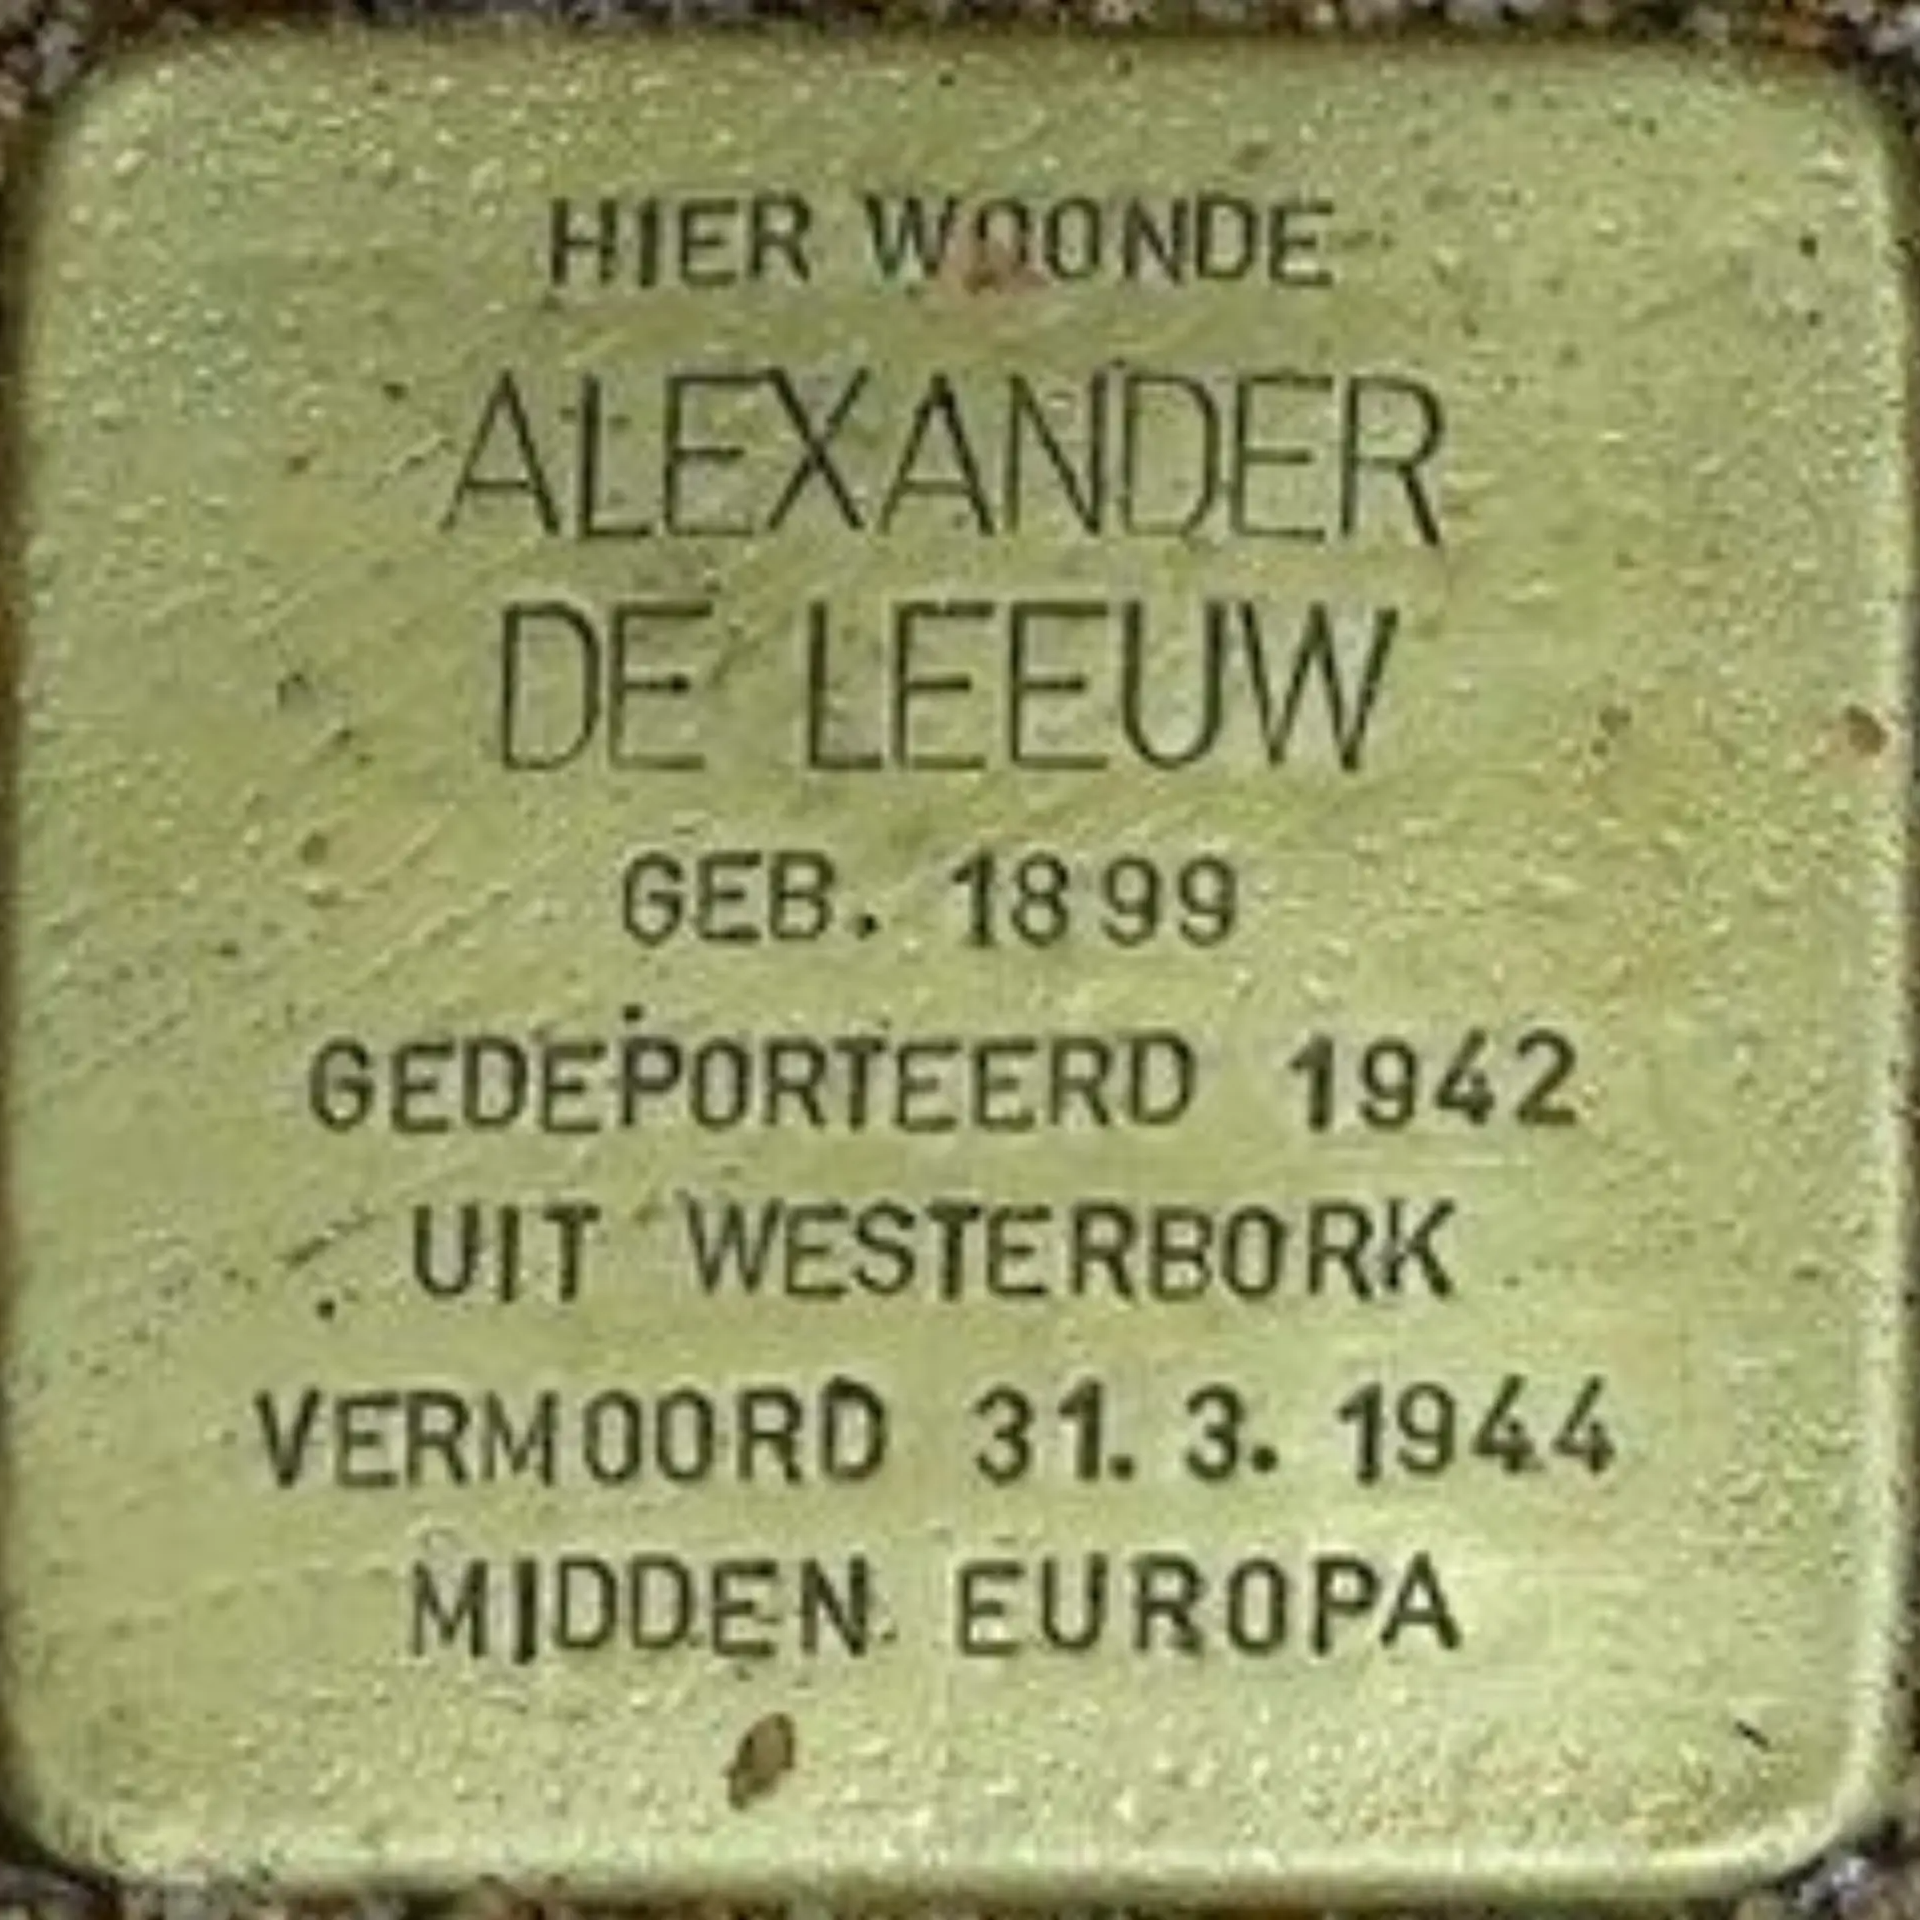 HIER WOONDE
ALEXANDER
DE LEEUW
GEB. 1899
GEDEPORTEERD 1942
UIT WESTERBORK
VERMOORD 31.3.1944
MIDDEN EUROPA